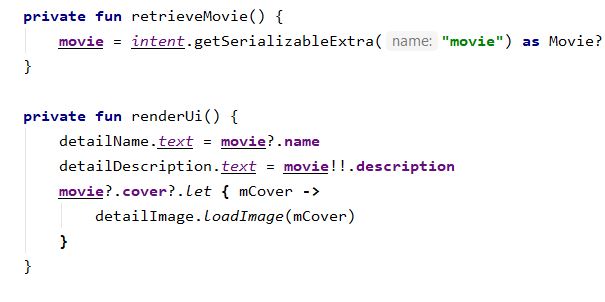 private fun retrieveMovie() {
    movie = intent.getSerializableExtra( name: "movie") as Movie?
}

private fun renderUi() {
    detailName.text = movie?.name
    detailDescription.text = movie!!.description
    movie?.cover?.let { mCover ->
        detailImage.loadImage(mCover)
    }
}